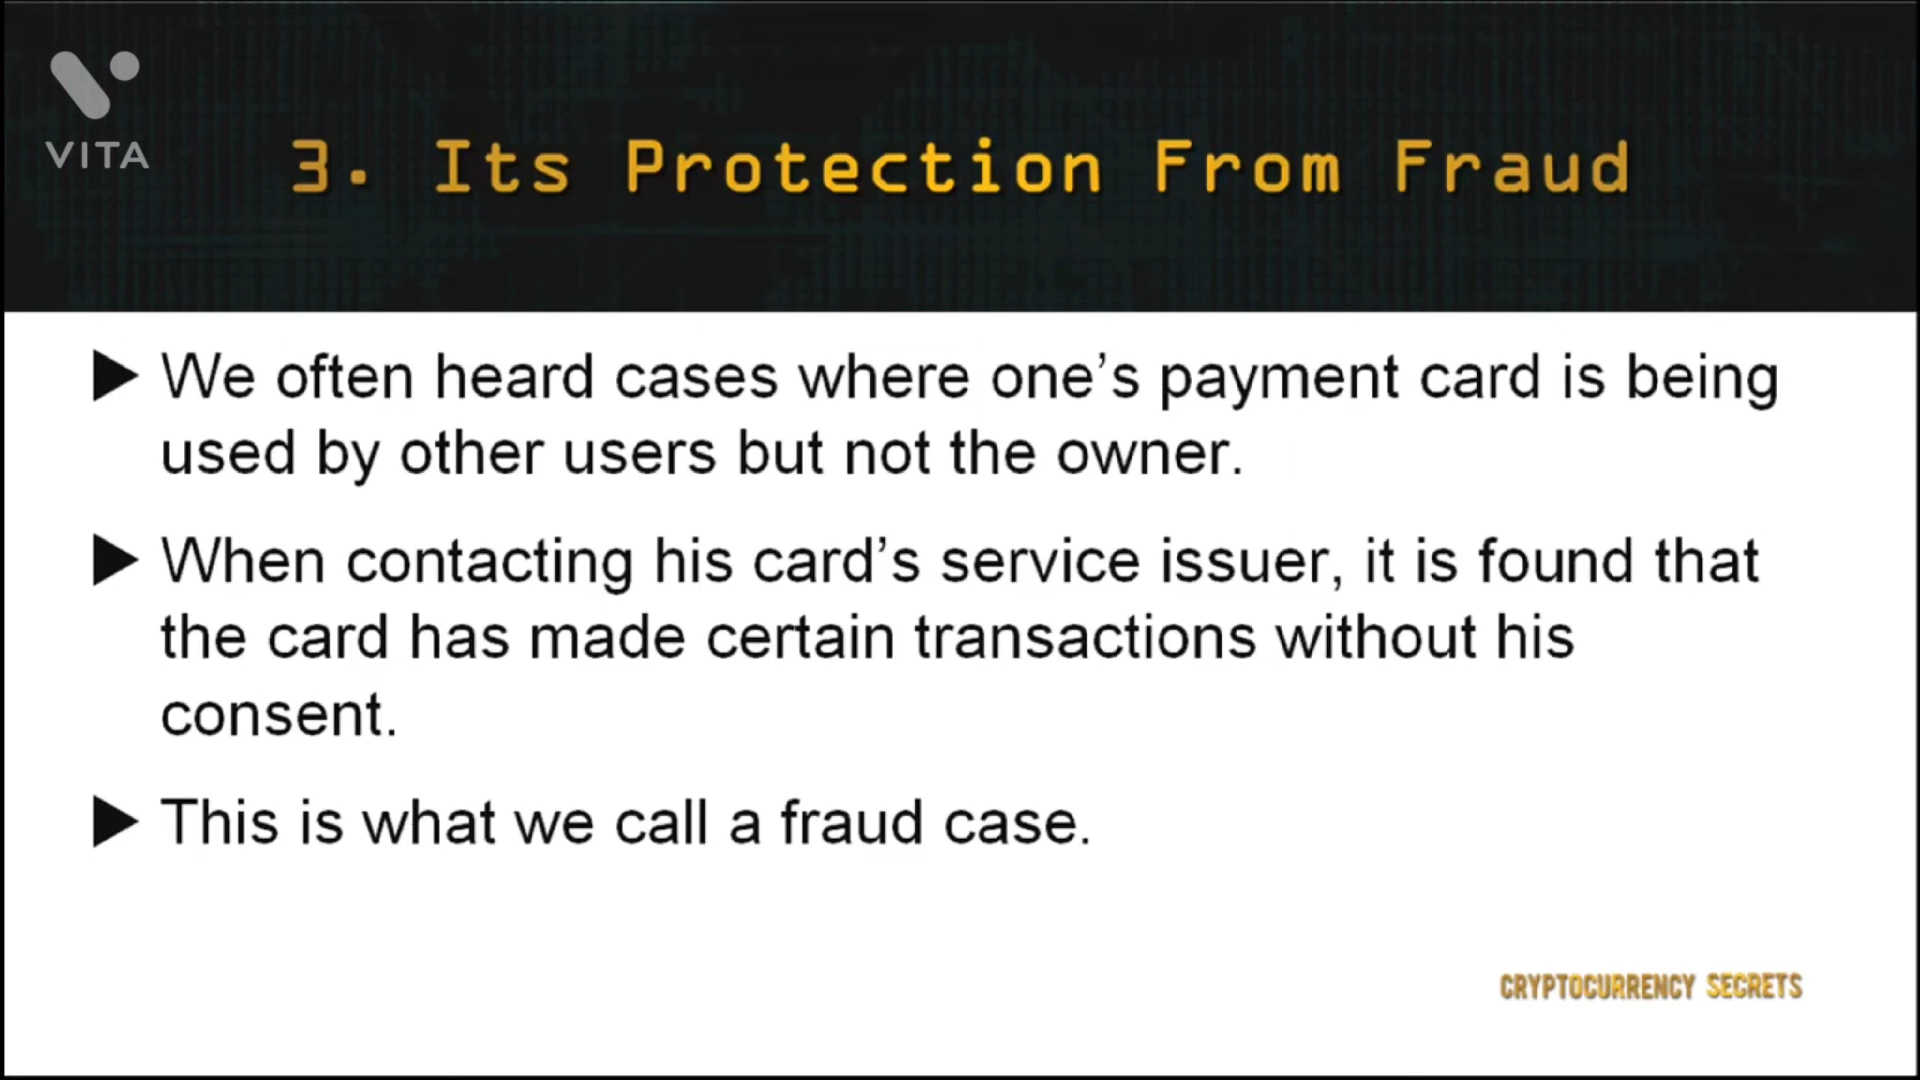 VITA
3. Its Protection From Fraud
We often heard cases where one's payment card is being
used by other users but not the owner.
When contacting his card's service issuer, it is found that
the card has made certain transactions without his
consent.
This is what we call a fraud case.
CRYPTOCURRENCY SECRETS